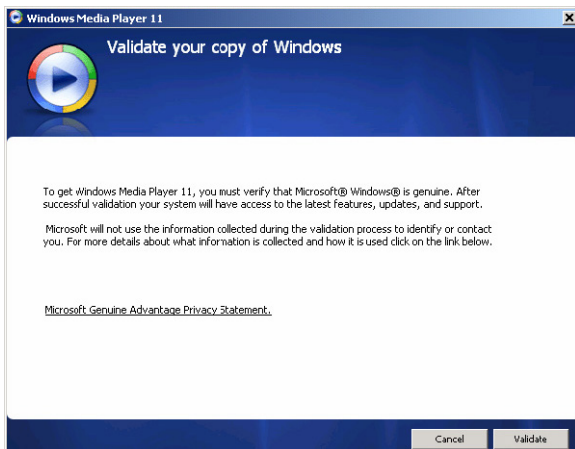 Windows Media Player 11
Validate your copy of Windows
To get Windows Media Player 11, you must verify that Microsoft® Windows® is genuine. After
successful validation your system will have access to the latest features, updates, and support.
Microsoft will not use the information collected during the validation process to identify or contact
you. For more details about what information is collected and how it is used click on the link below.
Microsoft Genuine Advantage Privacy Statement.
Cancel Validate